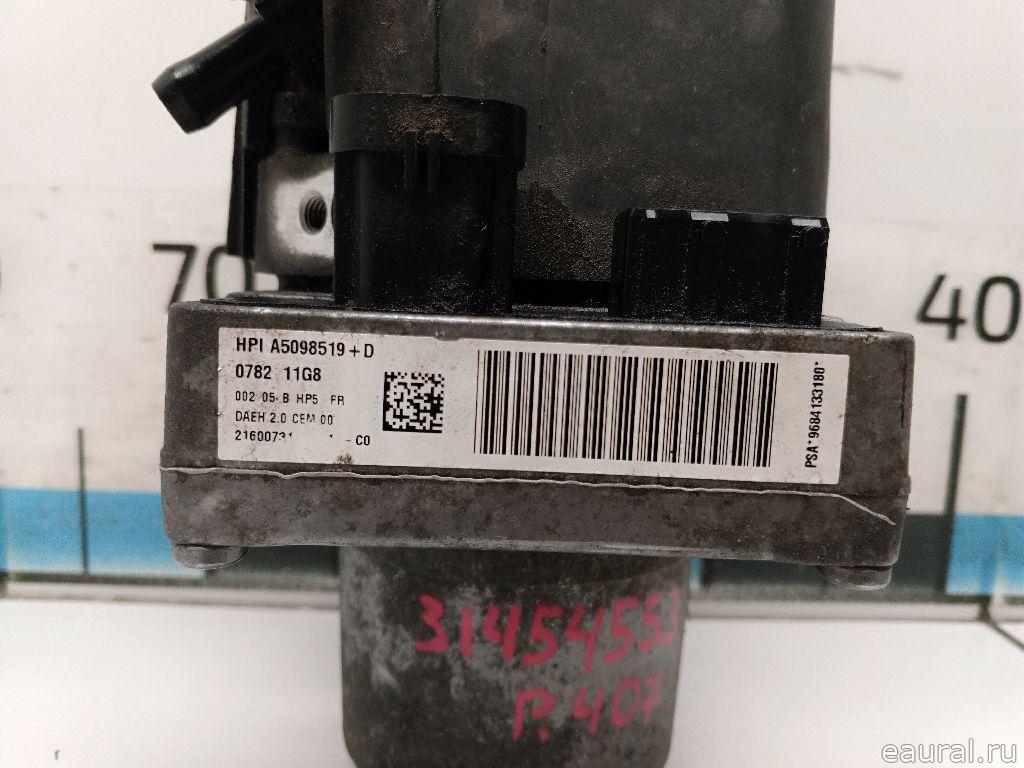 70
40
HPI A5098519+D
0782 11G8
002 05 B HP5 FR
DAEH 2.0 CEM 00
-C0
PSA*9684133180*
31454553
P.407
eaural.ru